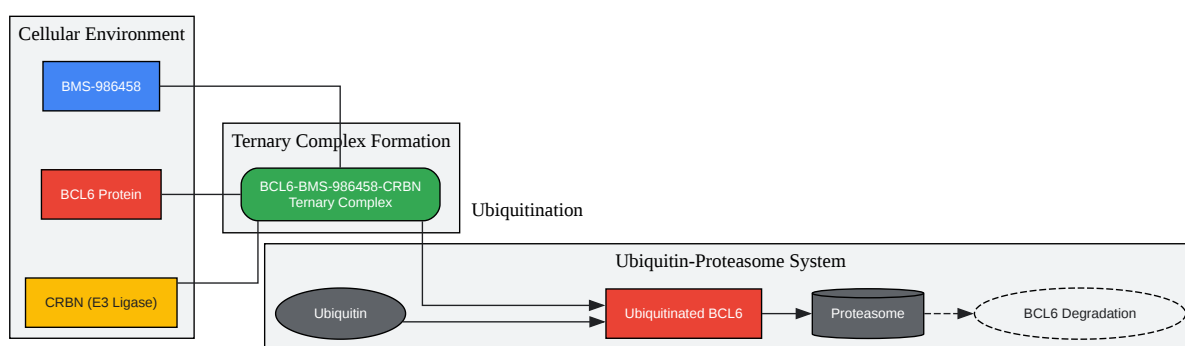 Cellular Environment
BMS-986458
BCL6 Protein
CRBN (E3 Ligase)
Ternary Complex Formation
BCL6-BMS-986458-CRBN
Ternary Complex
Ubiquitination
Ubiquitin-Proteasome System
Ubiquitin
Ubiquitinated BCL6
Proteasome
BCL6 Degradation